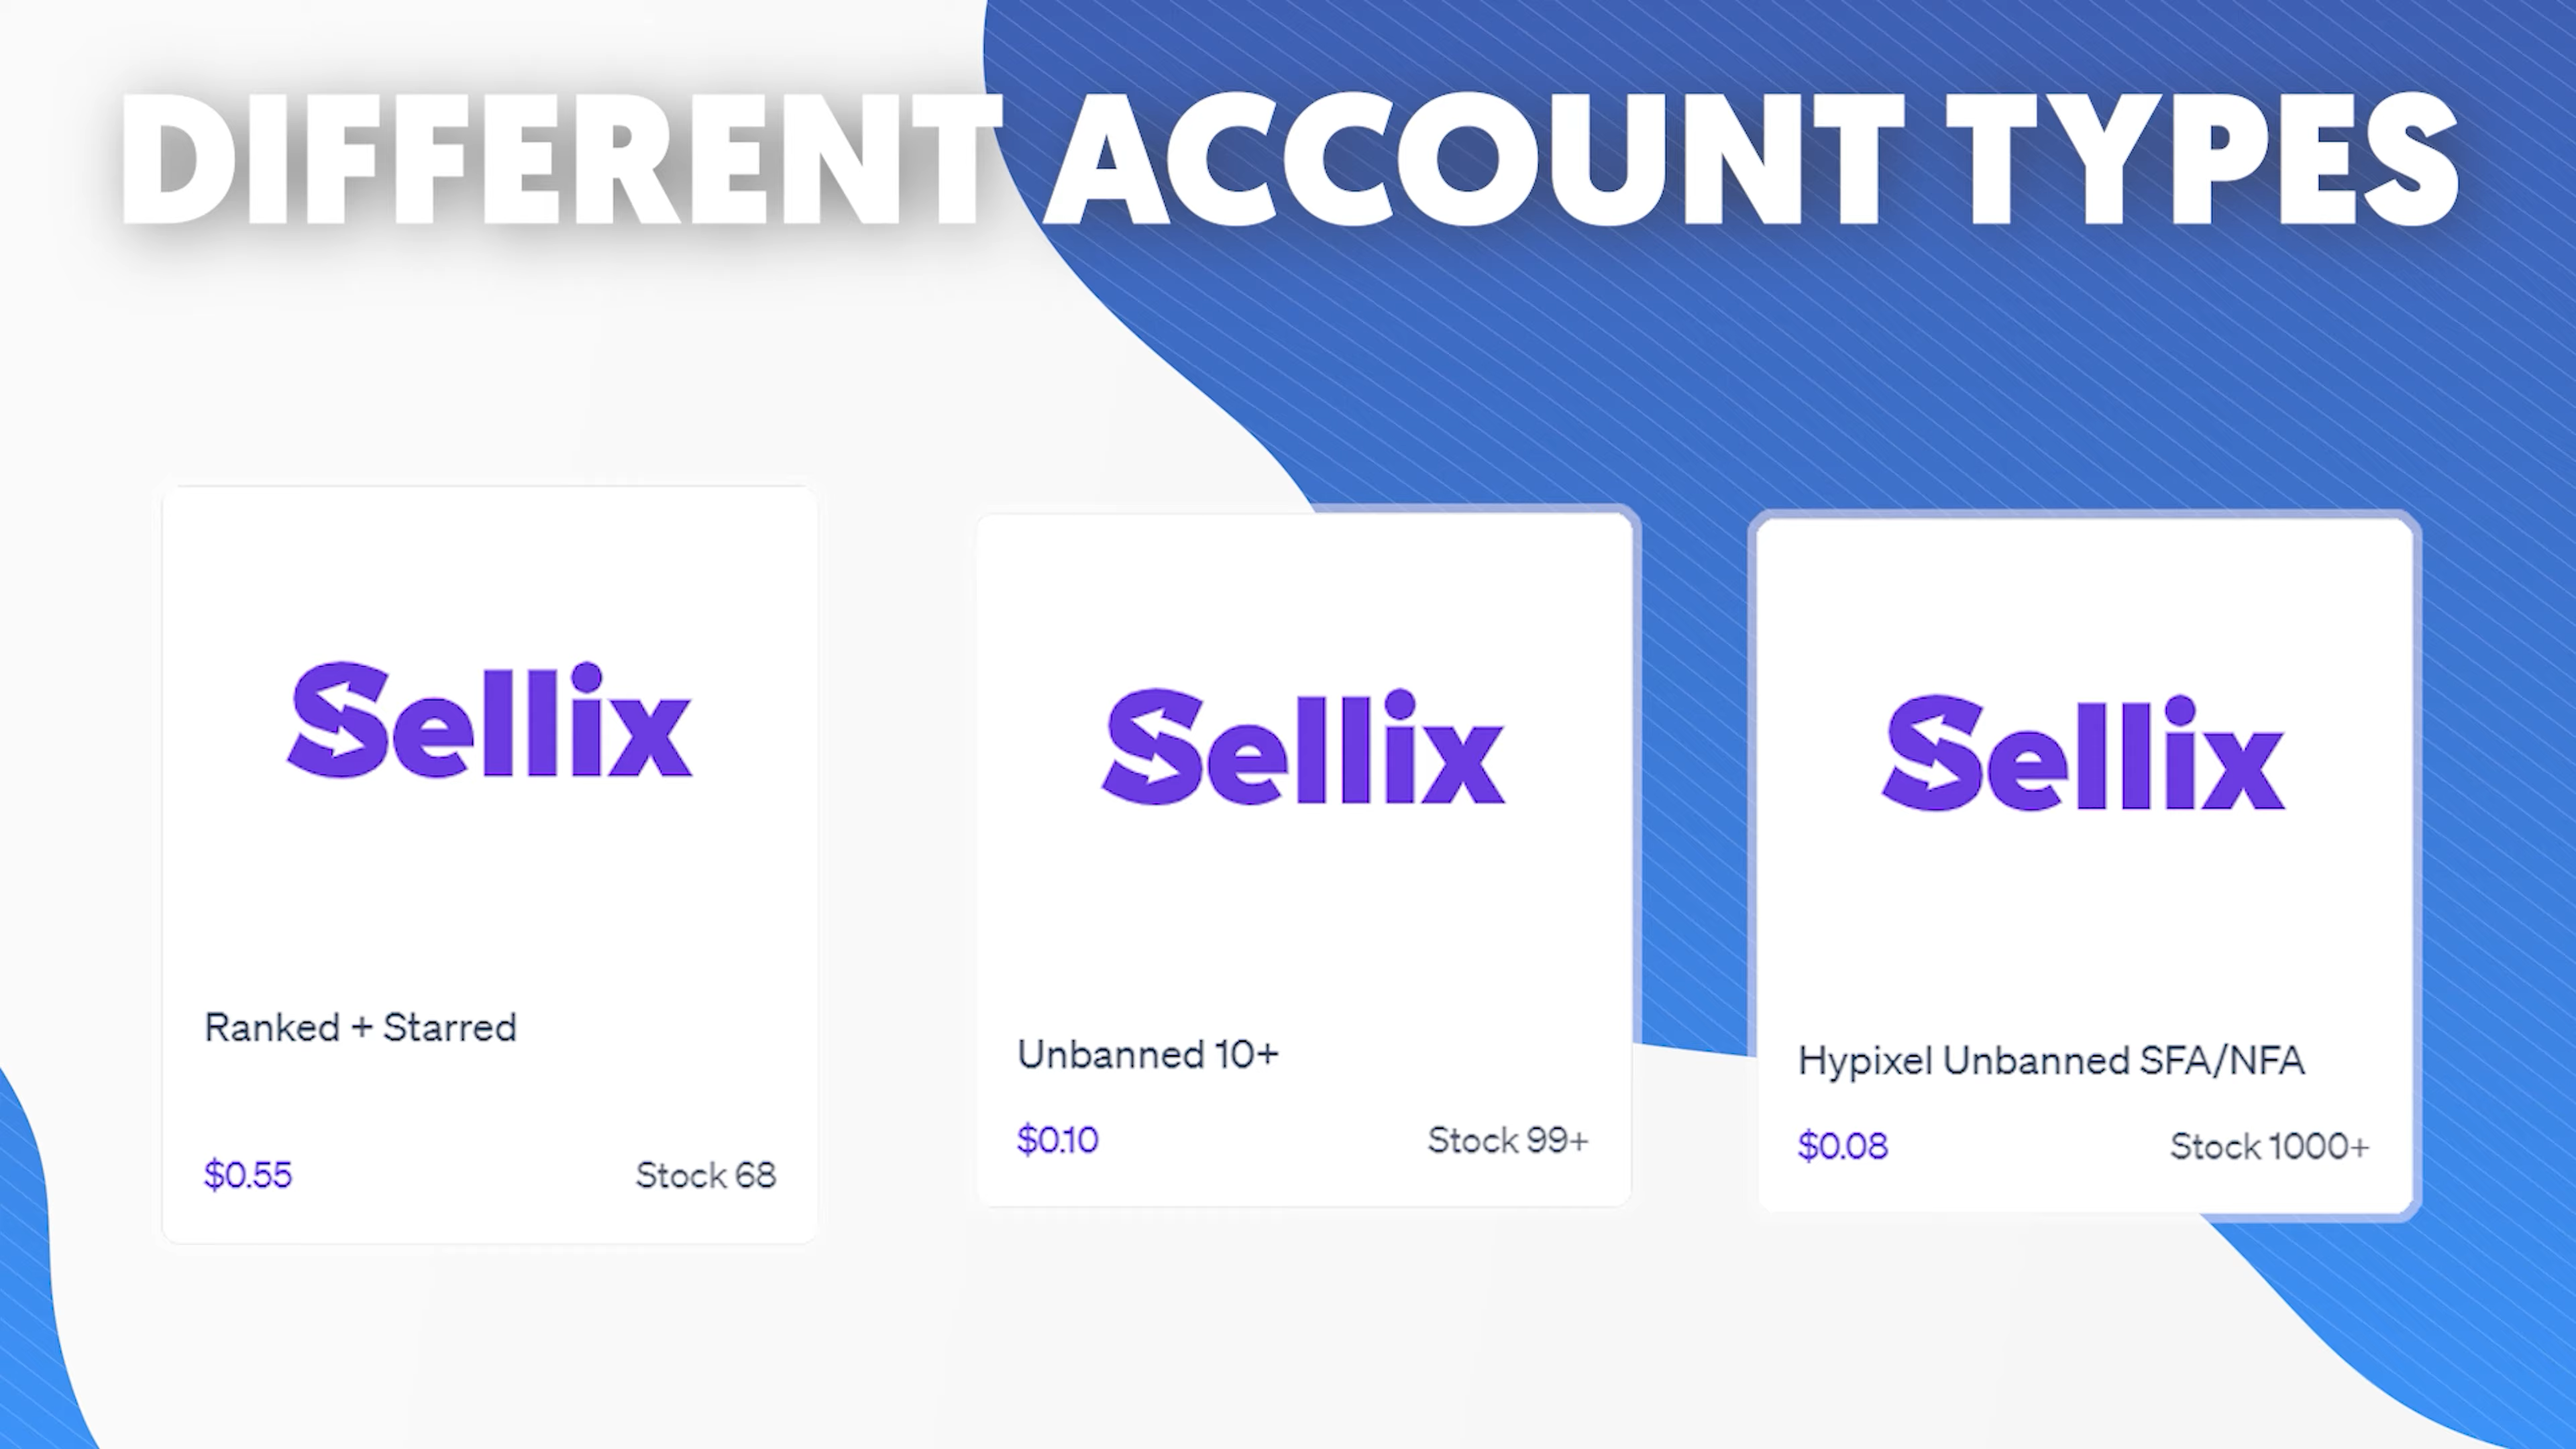 DIFFERENT ACCOUNT TYPES
Sellix
Ranked + Starred
$0.55
Stock 68
Sellix
Unbanned 10+
$0.10
Stock 99+
Sellix
Hypixel Unbanned SFA/NFA
$0.08
Stock 1000+